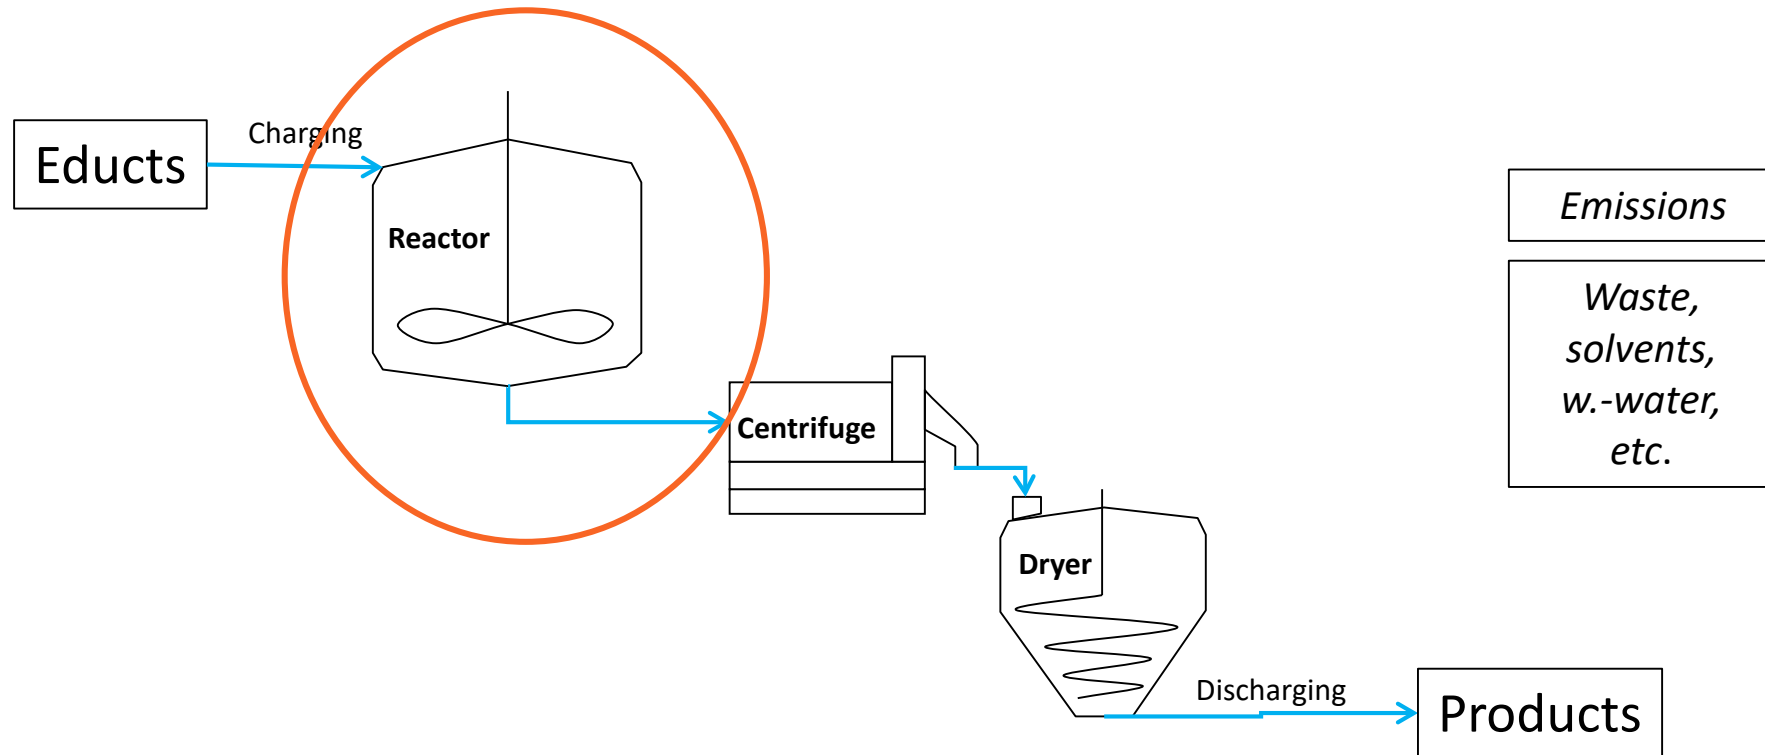 Charging
Educts
Reactor
Emissions
Waste,
solvents,
w.-water,
etc.
Centrifuge
Dryer
Discharging
Products